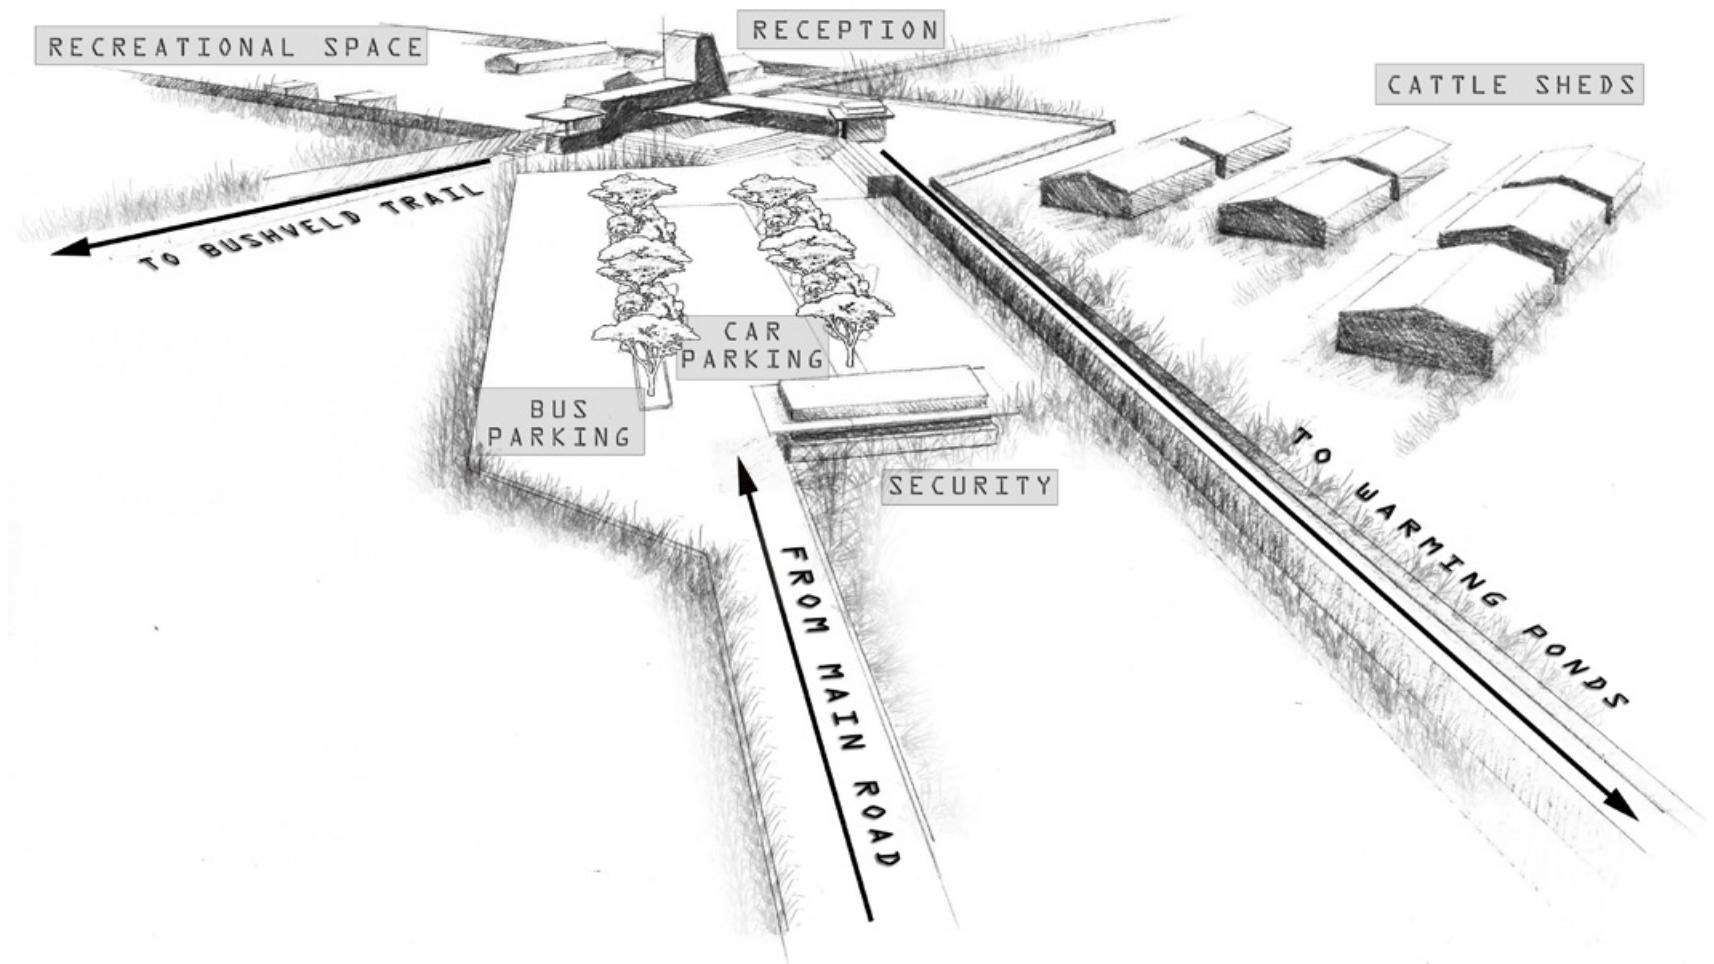 RECREATIONAL SPACE
RECEPTION
CATTLE SHEDS
TO BUSHVELD TRAIL
CAR
PARKING
BUS
PARKING
SECURITY
TO WARMING PONDS
FROM MAIN ROAD